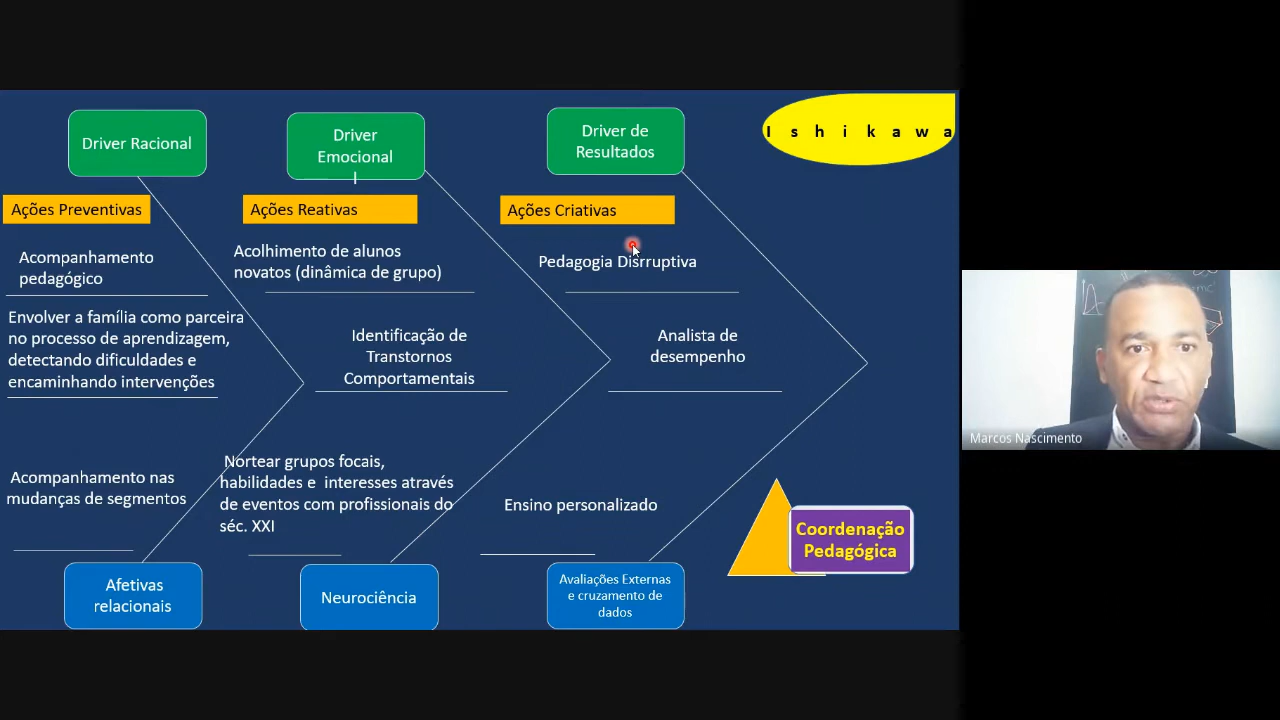 Driver Racional
Driver
Emocional
Driver de
Resultados
I s h i k a w a
Ações Preventivas
Ações Reativas
Ações Criativas
Acompanhamento
pedagógico
Acolhimento de alunos
novatos (dinâmica de grupo)
Pedagogia Disrruptiva
Envolver a família como parceira
no processo de aprendizagem,
detectando dificuldades e
encaminhando intervenções
Identificação de
Transtornos
Comportamentais
Analista de
desempenho
Acompanhamento nas
mudanças de segmentos
Nortear grupos focais,
habilidades e interesses através
de eventos com profissionais do
séc. XXI
Ensino personalizado
Coordenação
Pedagógica
Afetivas
relacionais
Neurociência
Avaliações Externas
e cruzamento de
dados
Marcos Nascimento